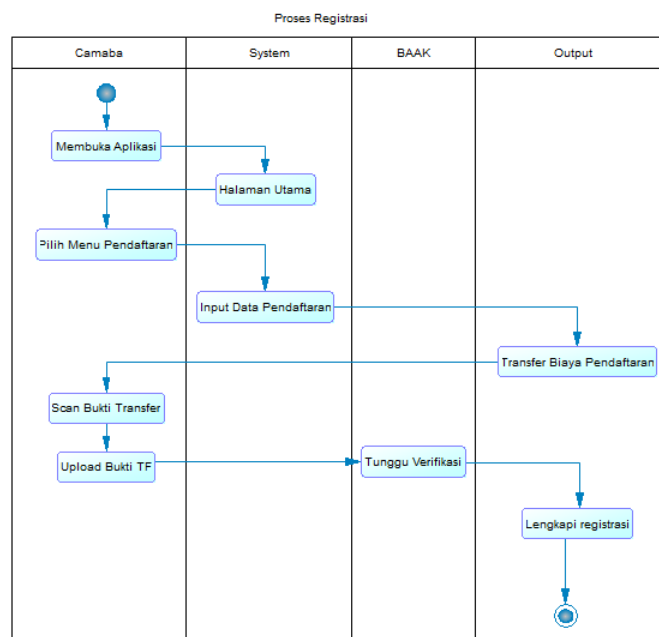 Proses Registrasi
Camaba System BAAK Output
Membuka Aplikasi
Halaman Utama
Pilih Menu Pendaftaran
Input Data Pendaftaran
Transfer Biaya Pendaftaran
Scan Bukti Transfer
Upload Bukti TF
Tunggu Verifikasi
Lengkapi registrasi